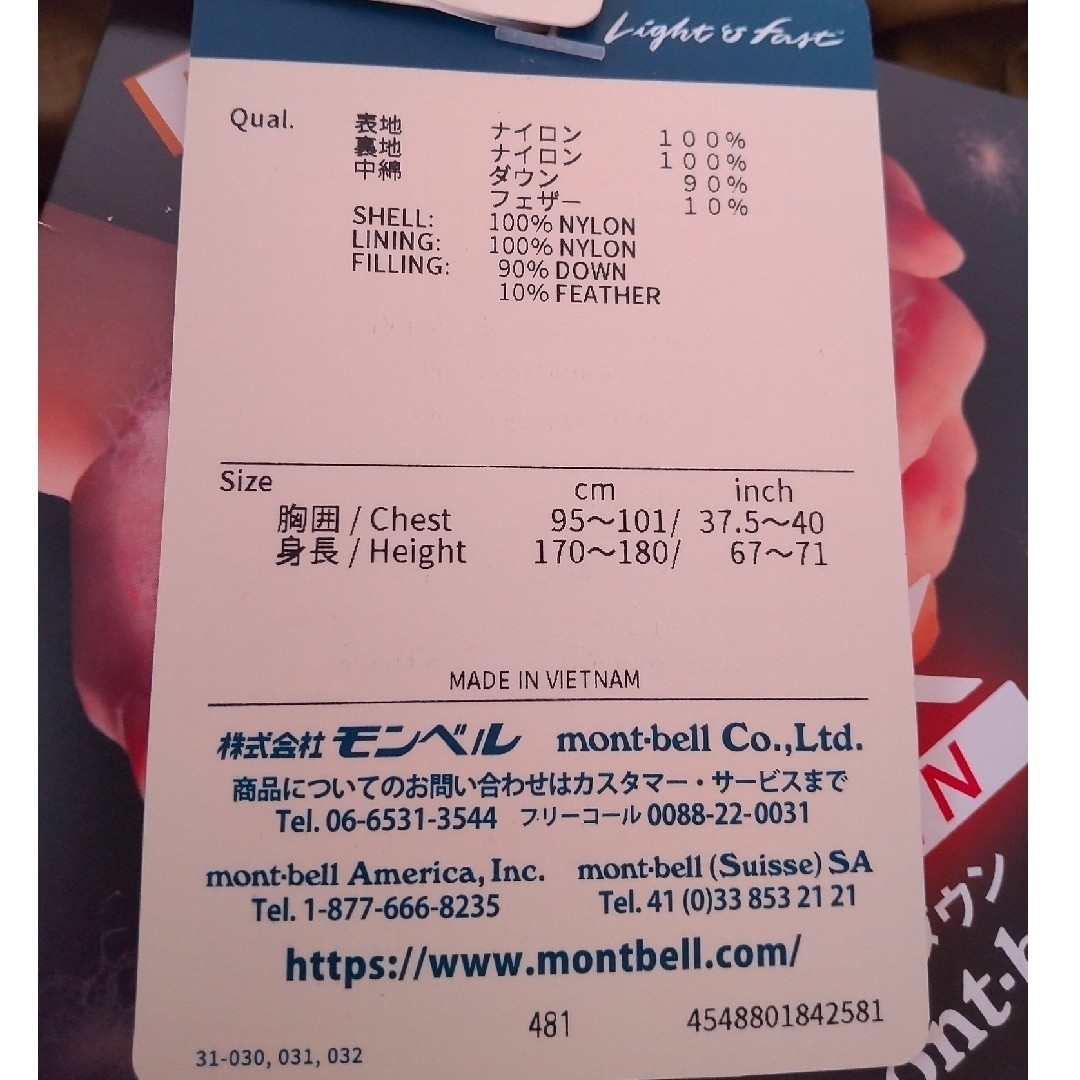 Light & fast
Qual. 表地 ナイロン 100%
裏地 ナイロン 100%
中綿 ダウン 90%
フェザー 10%
SHELL: 100% NYLON
LINING: 100% NYLON
FILLING: 90% DOWN
10% FEATHER
Size cm inch
胸囲 / Chest 95〜101/ 37.5〜40
身長 / Height 170〜180/ 67〜71
MADE IN VIETNAM
株式会社 モンベル mont-bell Co.,Ltd.
商品についてのお問い合わせはカスタマー・サービスまで
Tel. 06-6531-3544 フリーコール 0088-22-0031
mont-bell America, Inc. mont-bell (Suisse) SA
Tel. 1-877-666-8235 Tel. 41 (0)33 853 21 21
https://www.montbell.com/
481 4548801842581
31-030, 031, 032
N
ウン